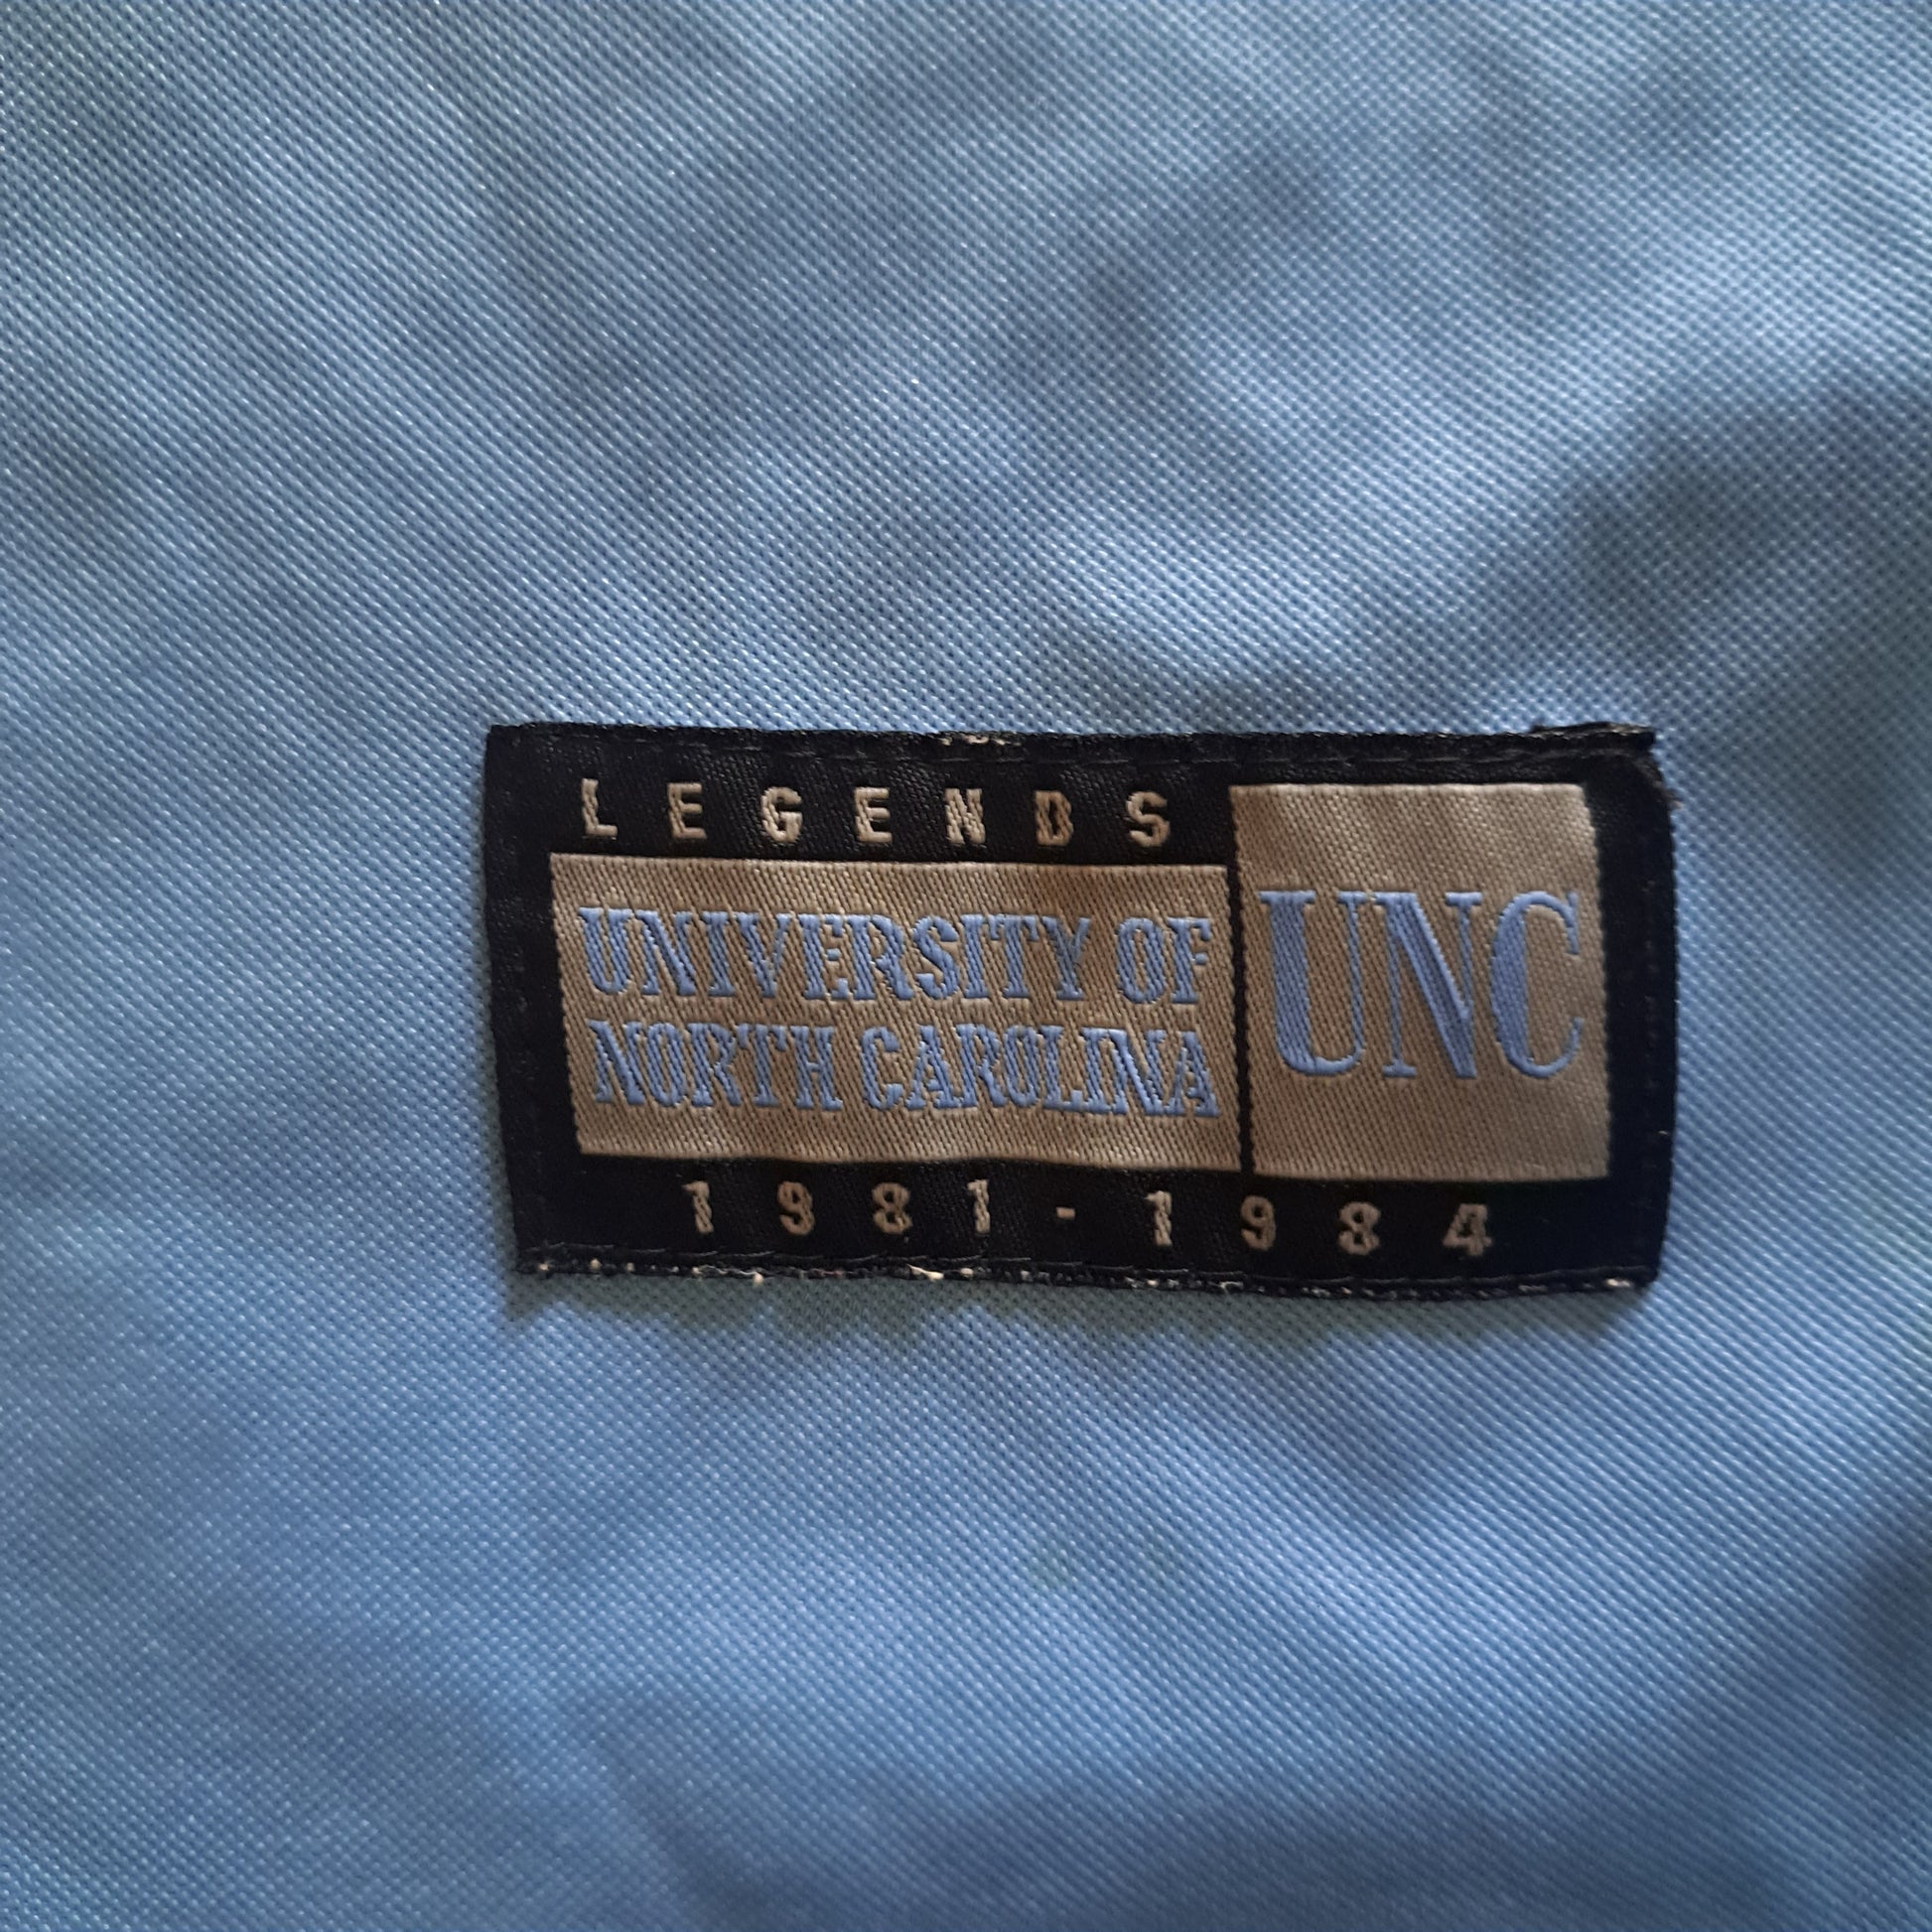 LEGENDS
UNIVERSITY OF
NORTH CAROLINA
UNC
1981-1984